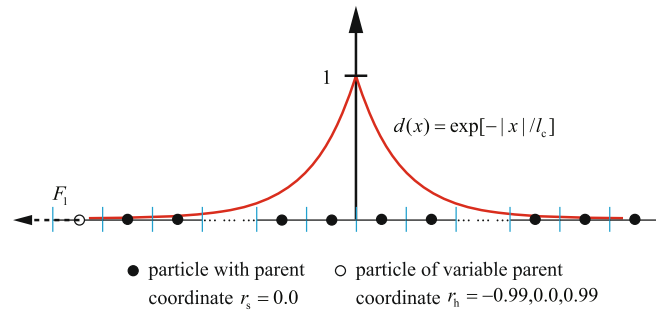 1
d(x) = exp[−| x | /l_c]
F_1
particle with parent
coordinate r_s = 0.0
particle of variable parent
coordinate r_h = −0.99,0.0,0.99